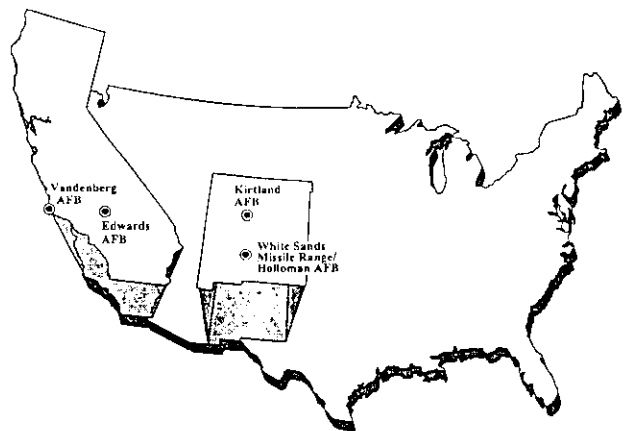 Vandenberg
AFB
Edwards
AFB
Kirtland
AFB
White Sands
Missile Range/
Holloman AFB